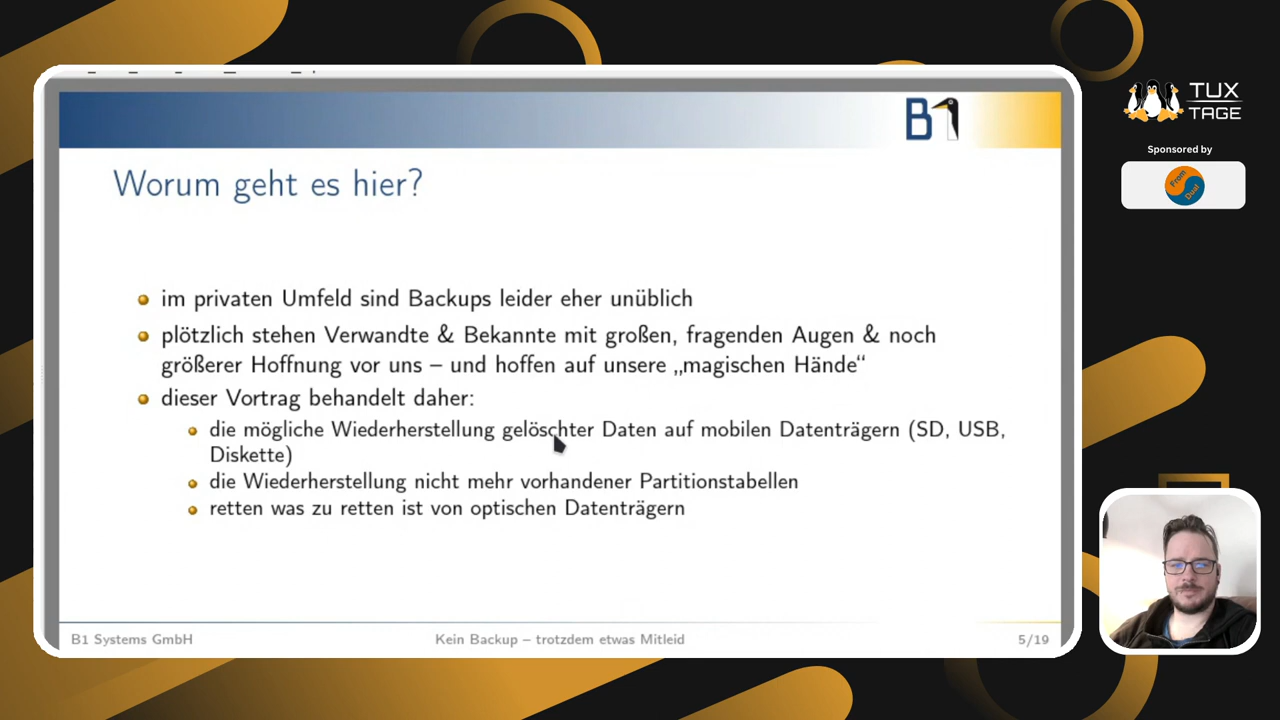 Worum geht es hier?
im privaten Umfeld sind Backups leider eher unüblich
plötzlich stehen Verwandte & Bekannte mit großen, fragenden Augen & noch
größerer Hoffnung vor uns – und hoffen auf unsere „magischen Hände“
dieser Vortrag behandelt daher:
die mögliche Wiederherstellung gelöschter Daten auf mobilen Datenträgern (SD, USB,
Diskette)
die Wiederherstellung nicht mehr vorhandener Partitionstabellen
retten was zu retten ist von optischen Datenträgern
B1 Systems GmbH
Kein Backup – trotzdem etwas Mitleid
5/19
B1
TUX
TAGE
Sponsored by
From
Dual